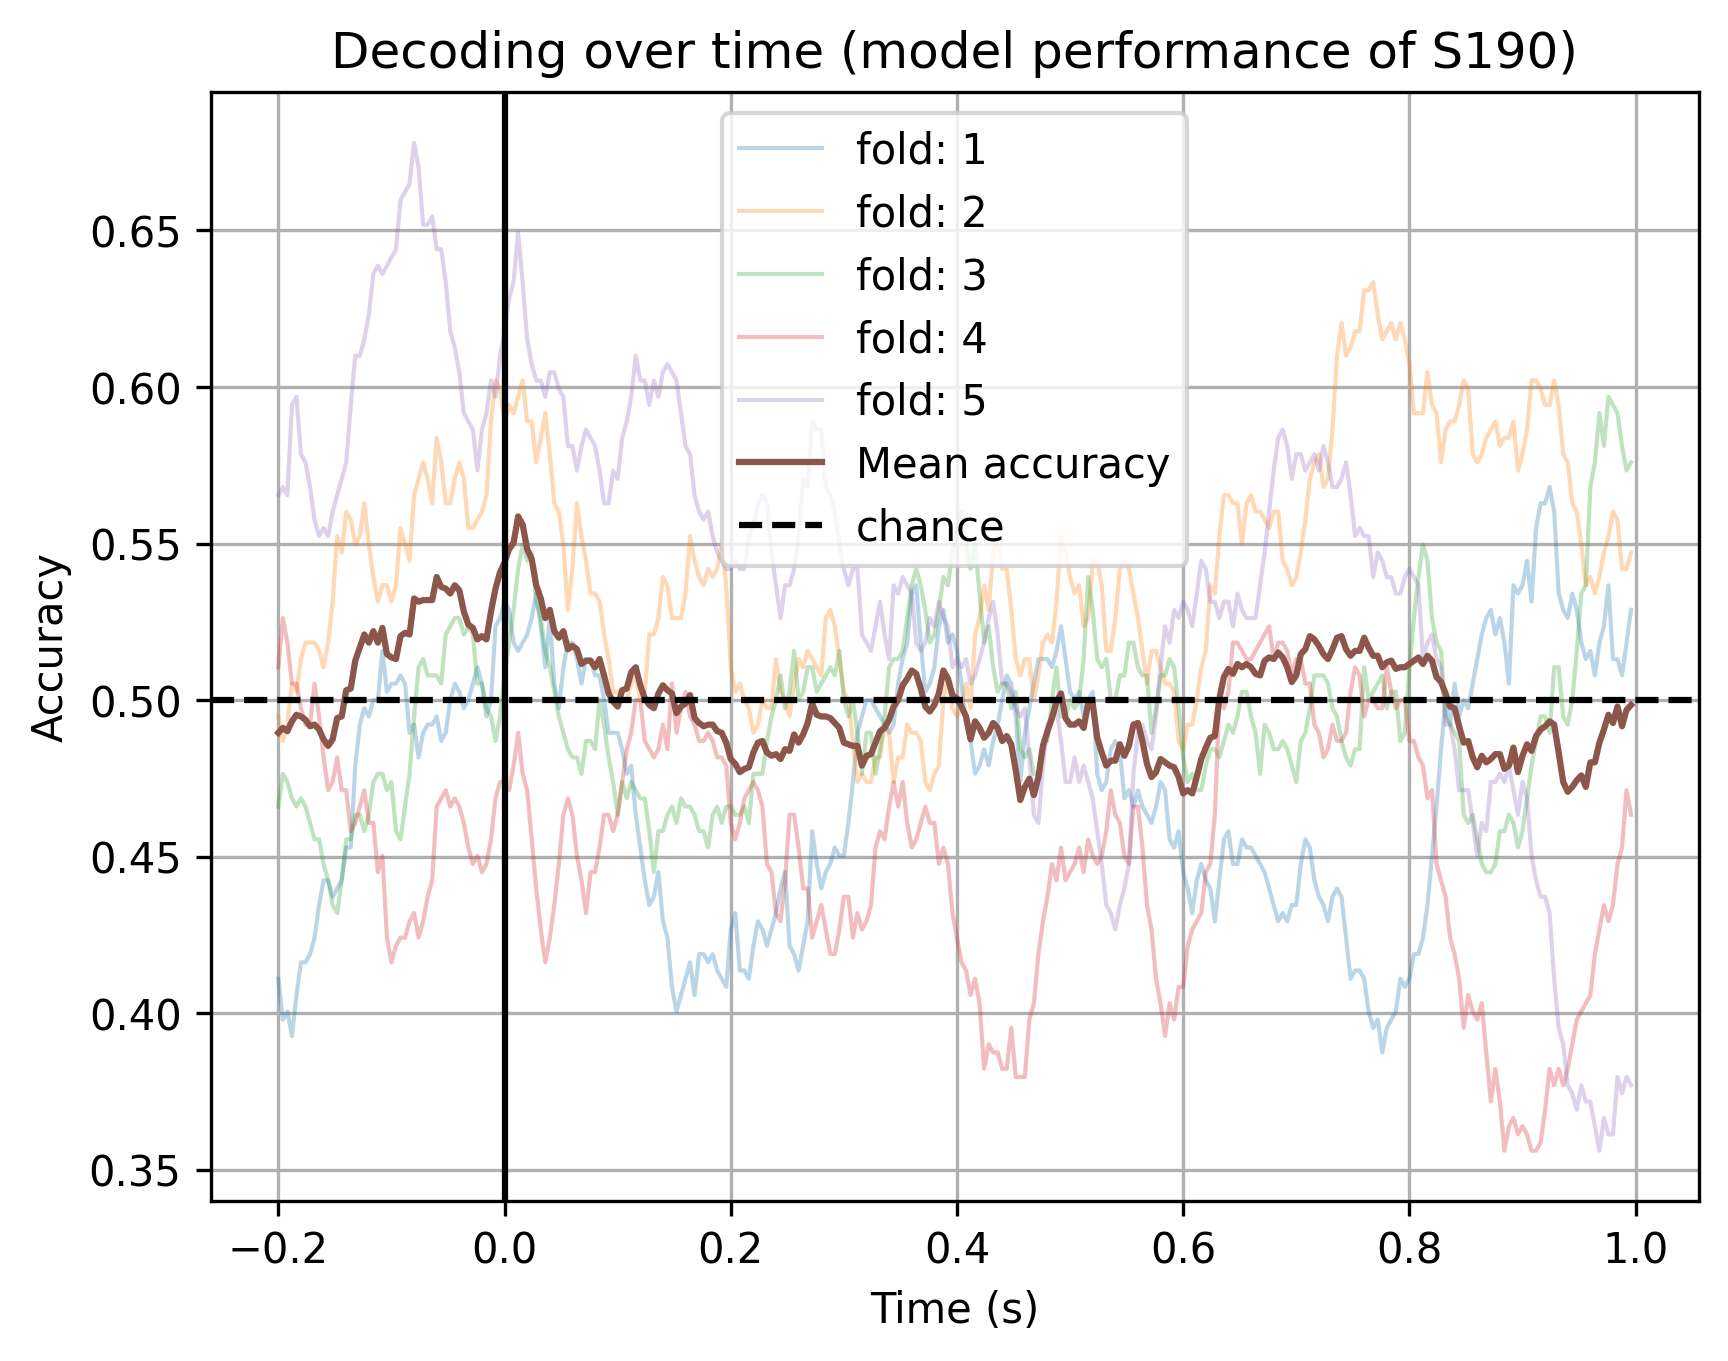 Decoding over time (model performance of S190)
fold: 1
fold: 2
fold: 3
fold: 4
fold: 5
Mean accuracy
chance
Accuracy
0.65
0.60
0.55
0.50
0.45
0.40
0.35
−0.2 0.0 0.2 0.4 0.6 0.8 1.0
Time (s)